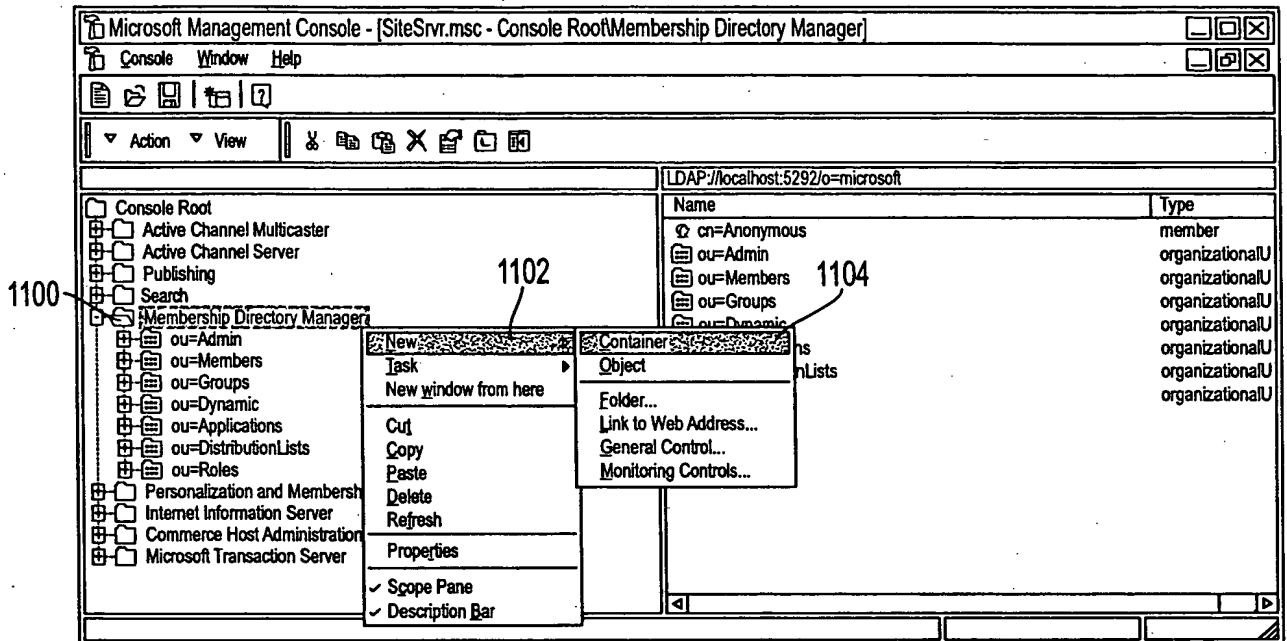 Microsoft Management Console - [SiteSrvr.msc - Console Root\Membership Directory Manager]
Console Window Help
Action View
LDAP://localhost:5292/o=microsoft
Console Root
Active Channel Multicaster
Active Channel Server
Publishing
Search
1100
Membership Directory Manager
ou=Admin
ou=Members
ou=Groups
ou=Dynamic
ou=Applications
ou=DistributionLists
ou=Roles
Personalization and Membersh
Internet Information Server
Commerce Host Administration
Microsoft Transaction Server
1102
New
Task
New window from here
Cut
Copy
Paste
Delete
Refresh
Properties
Scope Pane
Description Bar
1104
Container
Object
Folder...
Link to Web Address...
General Control...
Monitoring Controls...
Name Type
cn=Anonymous member
ou=Admin organizationalU
ou=Members organizationalU
ou=Groups organizationalU
ou=Dynamic organizationalU
ns organizationalU
nLists organizationalU
organizationalU